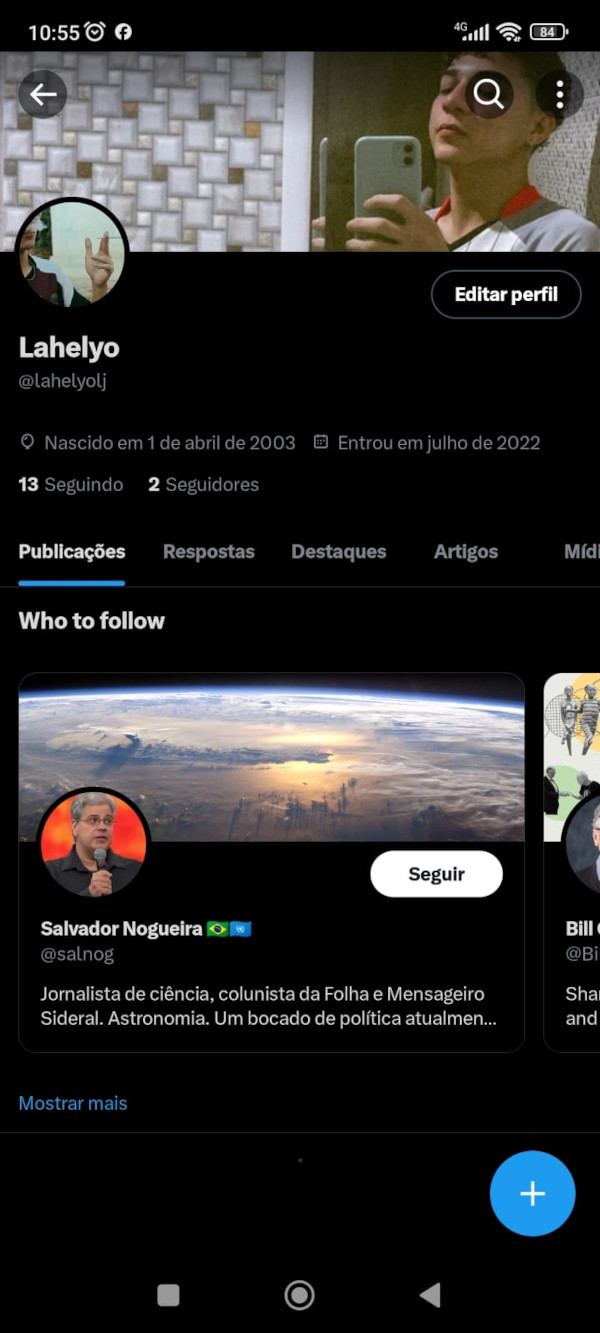 10:55
4G
84
Editar perfil
Lahelyo
@lahelyolj
Nascido em 1 de abril de 2003 Entrou em julho de 2022
13 Seguindo 2 Seguidores
Publicações Respostas Destaques Artigos Mídi
Who to follow
Seguir
Salvador Nogueira
@salnog
Jornalista de ciência, colunista da Folha e Mensageiro
Sideral. Astronomia. Um bocado de política atualmen...
Bill
@Bi
Shar
and
Mostrar mais